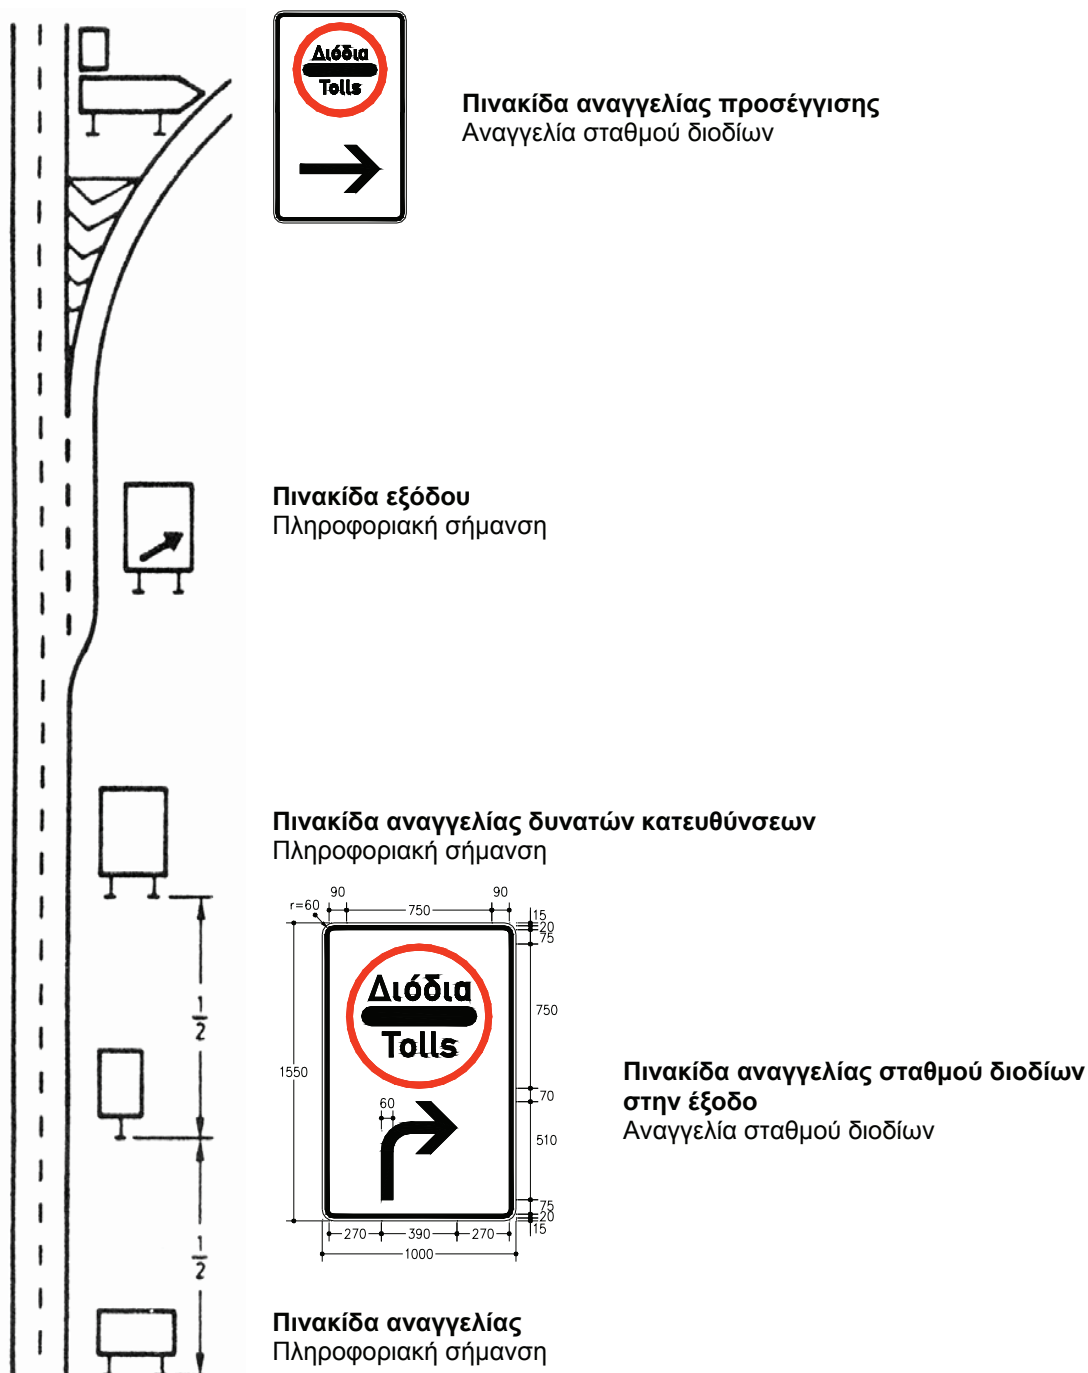 Διόδια
Tolls
Πινακίδα αναγγελίας προσέγγισης
Αναγγελία σταθμού διοδίων
Πινακίδα εξόδου
Πληροφοριακή σήμανση
Πινακίδα αναγγελίας δυνατών κατευθύνσεων
Πληροφοριακή σήμανση
90
90
r=60
750
15
20
75
Διόδια
Tolls
750
1550
70
60
510
75
20
15
270
390
270
1000
1/2
1/2
Πινακίδα αναγγελίας σταθμού διοδίων
στην έξοδο
Αναγγελία σταθμού διοδίων
Πινακίδα αναγγελίας
Πληροφοριακή σήμανση